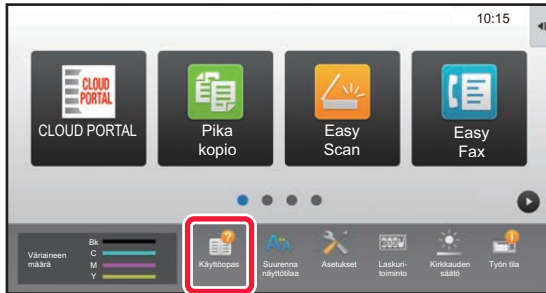 10:15
CLOUD
PORTAL
CLOUD PORTAL
Pika
kopio
Easy
Scan
Easy
Fax
Väriaineen
määrä
Bk
C
M
Y
Käyttöopas
Suurenna
näyttötilaa
Asetukset
Laskuri-
toiminto
Kirkkauden
säätö
Työn tila